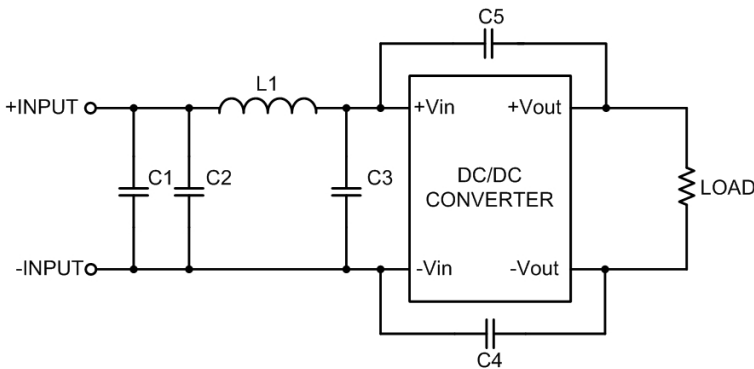 C5
L1
+INPUT
+Vin
+Vout
C1
C2
C3
DC/DC
CONVERTER
LOAD
-INPUT
-Vin
-Vout
C4